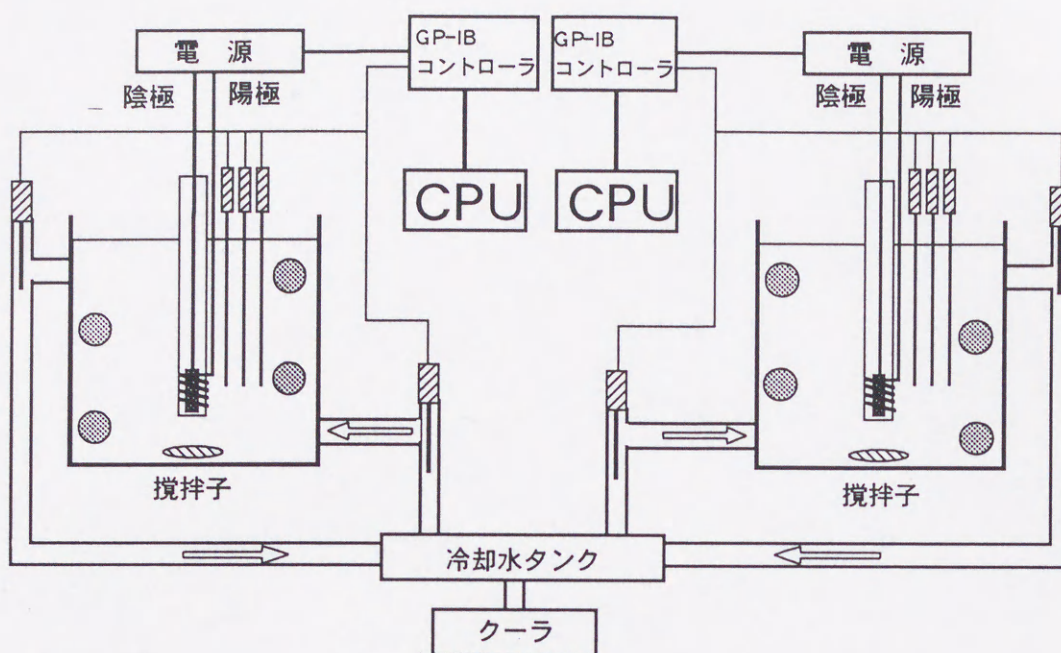 電 源
GP-IB
コントローラ
GP-IB
コントローラ
電 源
陰極
陽極
陰極
陽極
CPU
CPU
撹拌子
撹拌子
冷却水タンク
クーラ